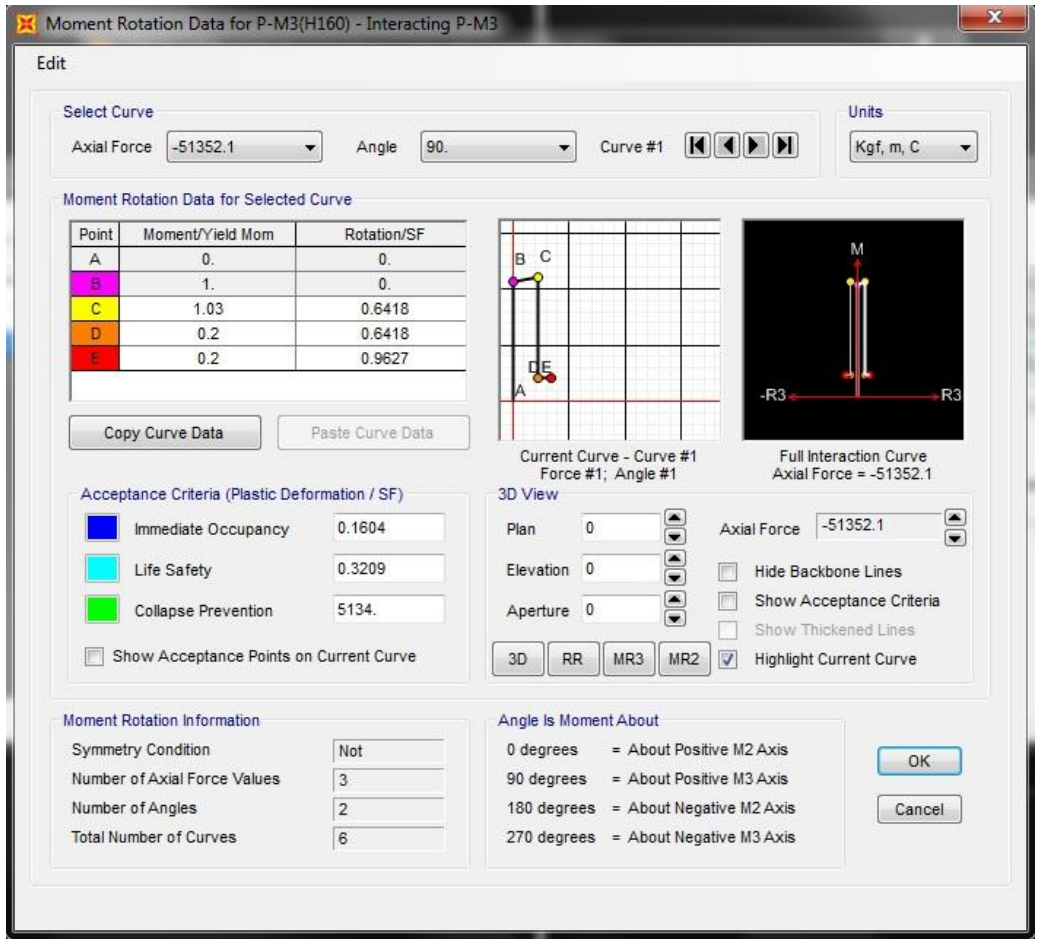 Moment Rotation Data for P-M3(H160) - Interacting P-M3
Edit
Select Curve
Axial Force -51352.1 Angle 90. Curve #1
Units
Kgf, m, C
Moment Rotation Data for Selected Curve
Point Moment/Yield Mom Rotation/SF
A 0. 0.
B 1. 0.
C 1.03 0.6418
D 0.2 0.6418
E 0.2 0.9627
Copy Curve Data Paste Curve Data
B C
D E
A
Current Curve - Curve #1
Force #1; Angle #1
M
-R3 R3
Full Interaction Curve
Axial Force = -51352.1
Acceptance Criteria (Plastic Deformation / SF)
Immediate Occupancy 0.1604
Life Safety 0.3209
Collapse Prevention 5134.
Show Acceptance Points on Current Curve
3D View
Plan 0
Elevation 0
Aperture 0
3D RR MR3 MR2
Axial Force -51352.1
Hide Backbone Lines
Show Acceptance Criteria
Show Thickened Lines
Highlight Current Curve
Moment Rotation Information
Symmetry Condition Not
Number of Axial Force Values 3
Number of Angles 2
Total Number of Curves 6
Angle Is Moment About
0 degrees = About Positive M2 Axis
90 degrees = About Positive M3 Axis
180 degrees = About Negative M2 Axis
270 degrees = About Negative M3 Axis
OK
Cancel